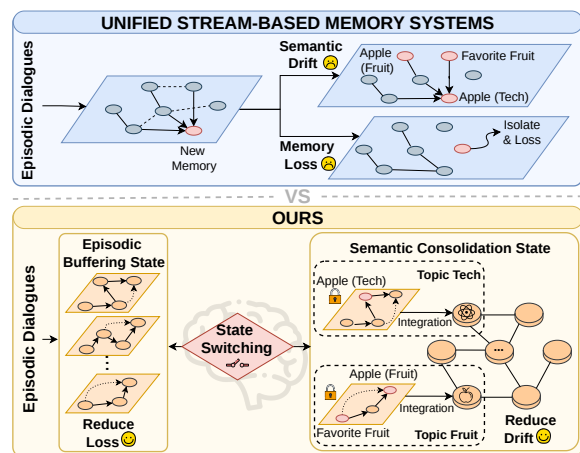 UNIFIED STREAM-BASED MEMORY SYSTEMS
Episodic Dialogues
New
Memory
Semantic
Drift
Apple
(Fruit)
Favorite Fruit
Apple (Tech)
Memory
Loss
Isolate
& Loss
VS
OURS
Episodic Dialogues
Episodic
Buffering State
Reduce
Loss
State
Switching
Semantic Consolidation State
Apple (Tech)
Topic Tech
Integration
...
Apple (Fruit)
Integration
Favorite Fruit
Topic Fruit
Reduce
Drift